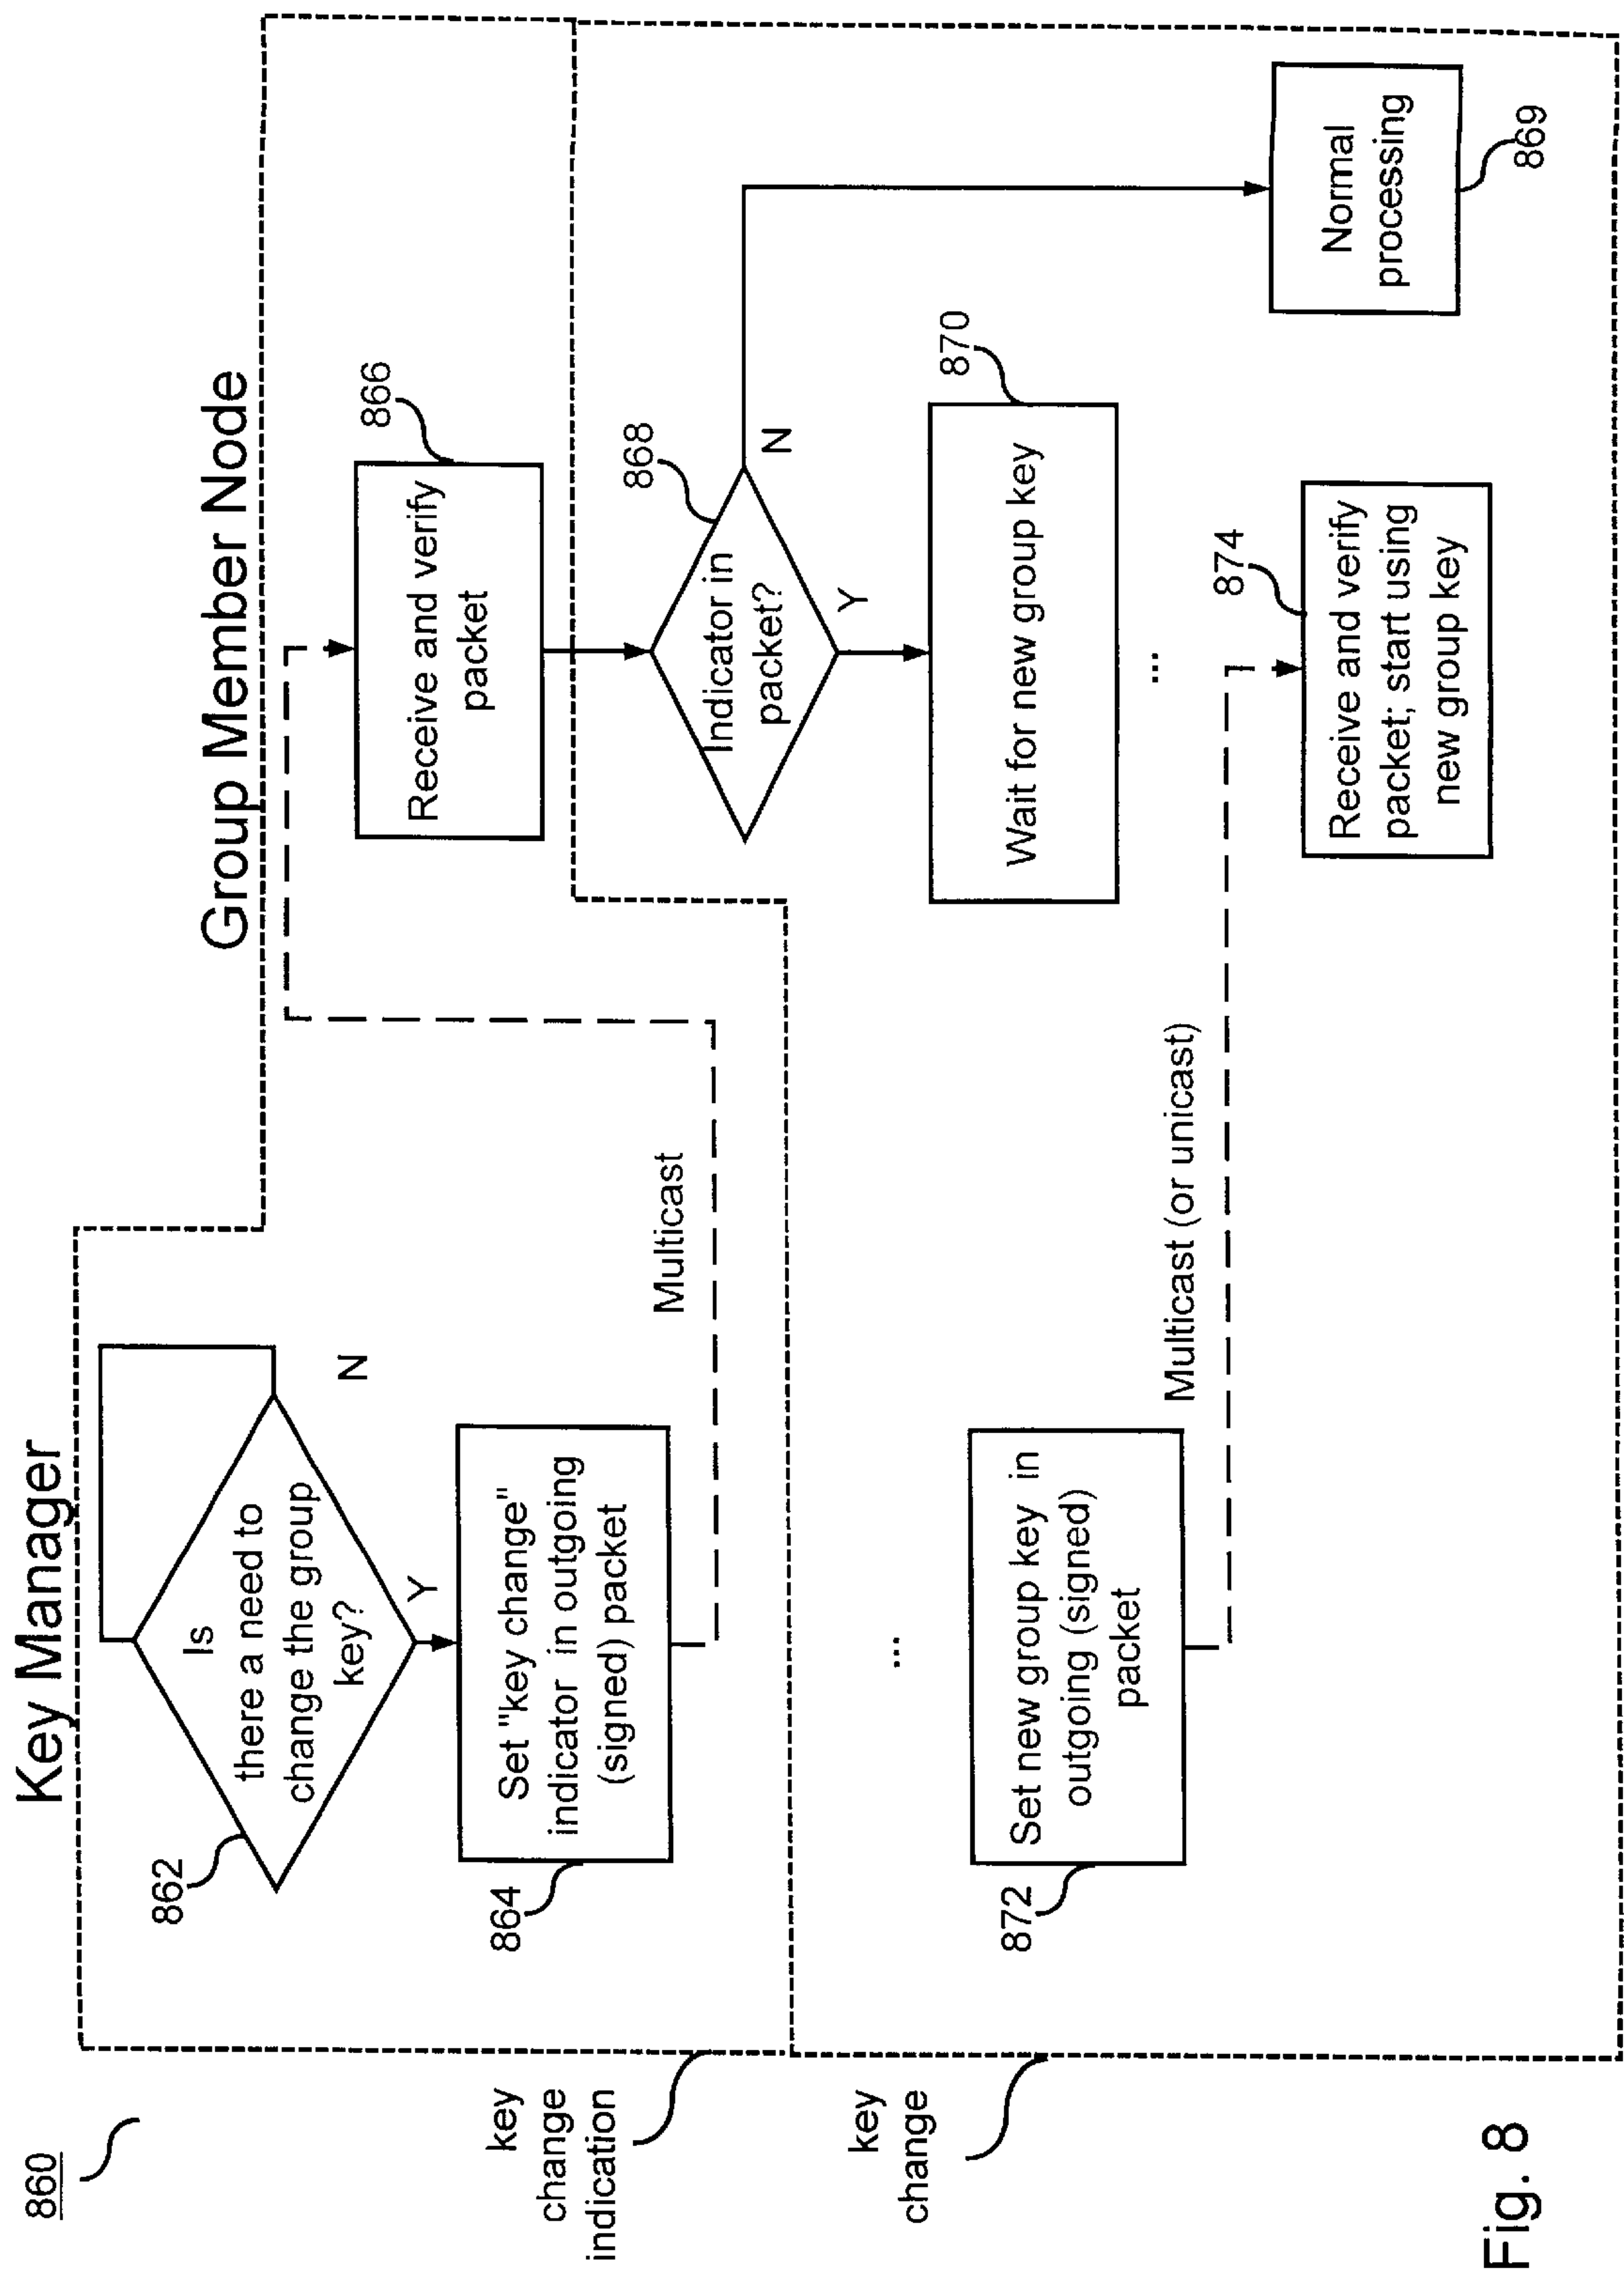 860
Key Manager
Group Member Node
862
Is
there a need to
change the group
key?
N
Y
864
Set "key change"
indicator in outgoing
(signed) packet
Multicast
866
Receive and verify
packet
868
Indicator in
packet?
N
Y
key
change
indication
key
change
870
Wait for new group key
...
...
872
Set new group key in
outgoing (signed)
packet
Multicast (or unicast)
874
Receive and verify
packet; start using
new group key
Normal
processing
869
Fig. 8